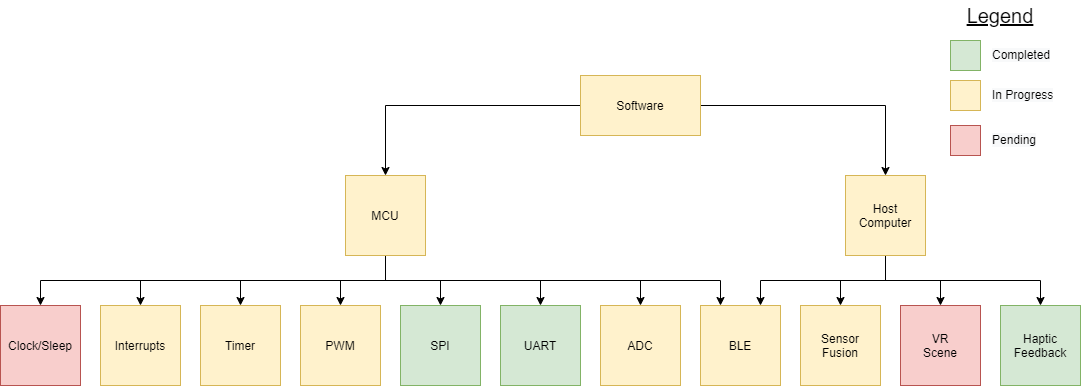 Legend
Completed
In Progress
Pending
Software
MCU
Host
Computer
Clock/Sleep
Interrupts
Timer
PWM
SPI
UART
ADC
BLE
Sensor
Fusion
VR
Scene
Haptic
Feedback